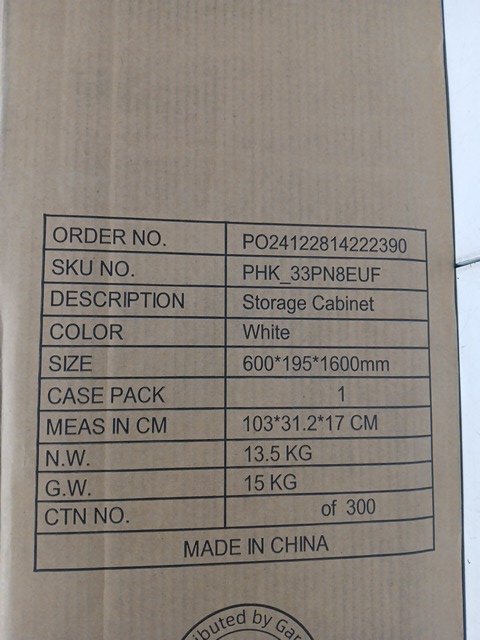 ORDER NO. PO24122814222390
SKU NO. PHK_33PN8EUF
DESCRIPTION Storage Cabinet
COLOR White
SIZE 600*195*1600mm
CASE PACK 1
MEAS IN CM 103*31.2*17 CM
N.W. 13.5 KG
G.W. 15 KG
CTN NO. of 300
MADE IN CHINA
by